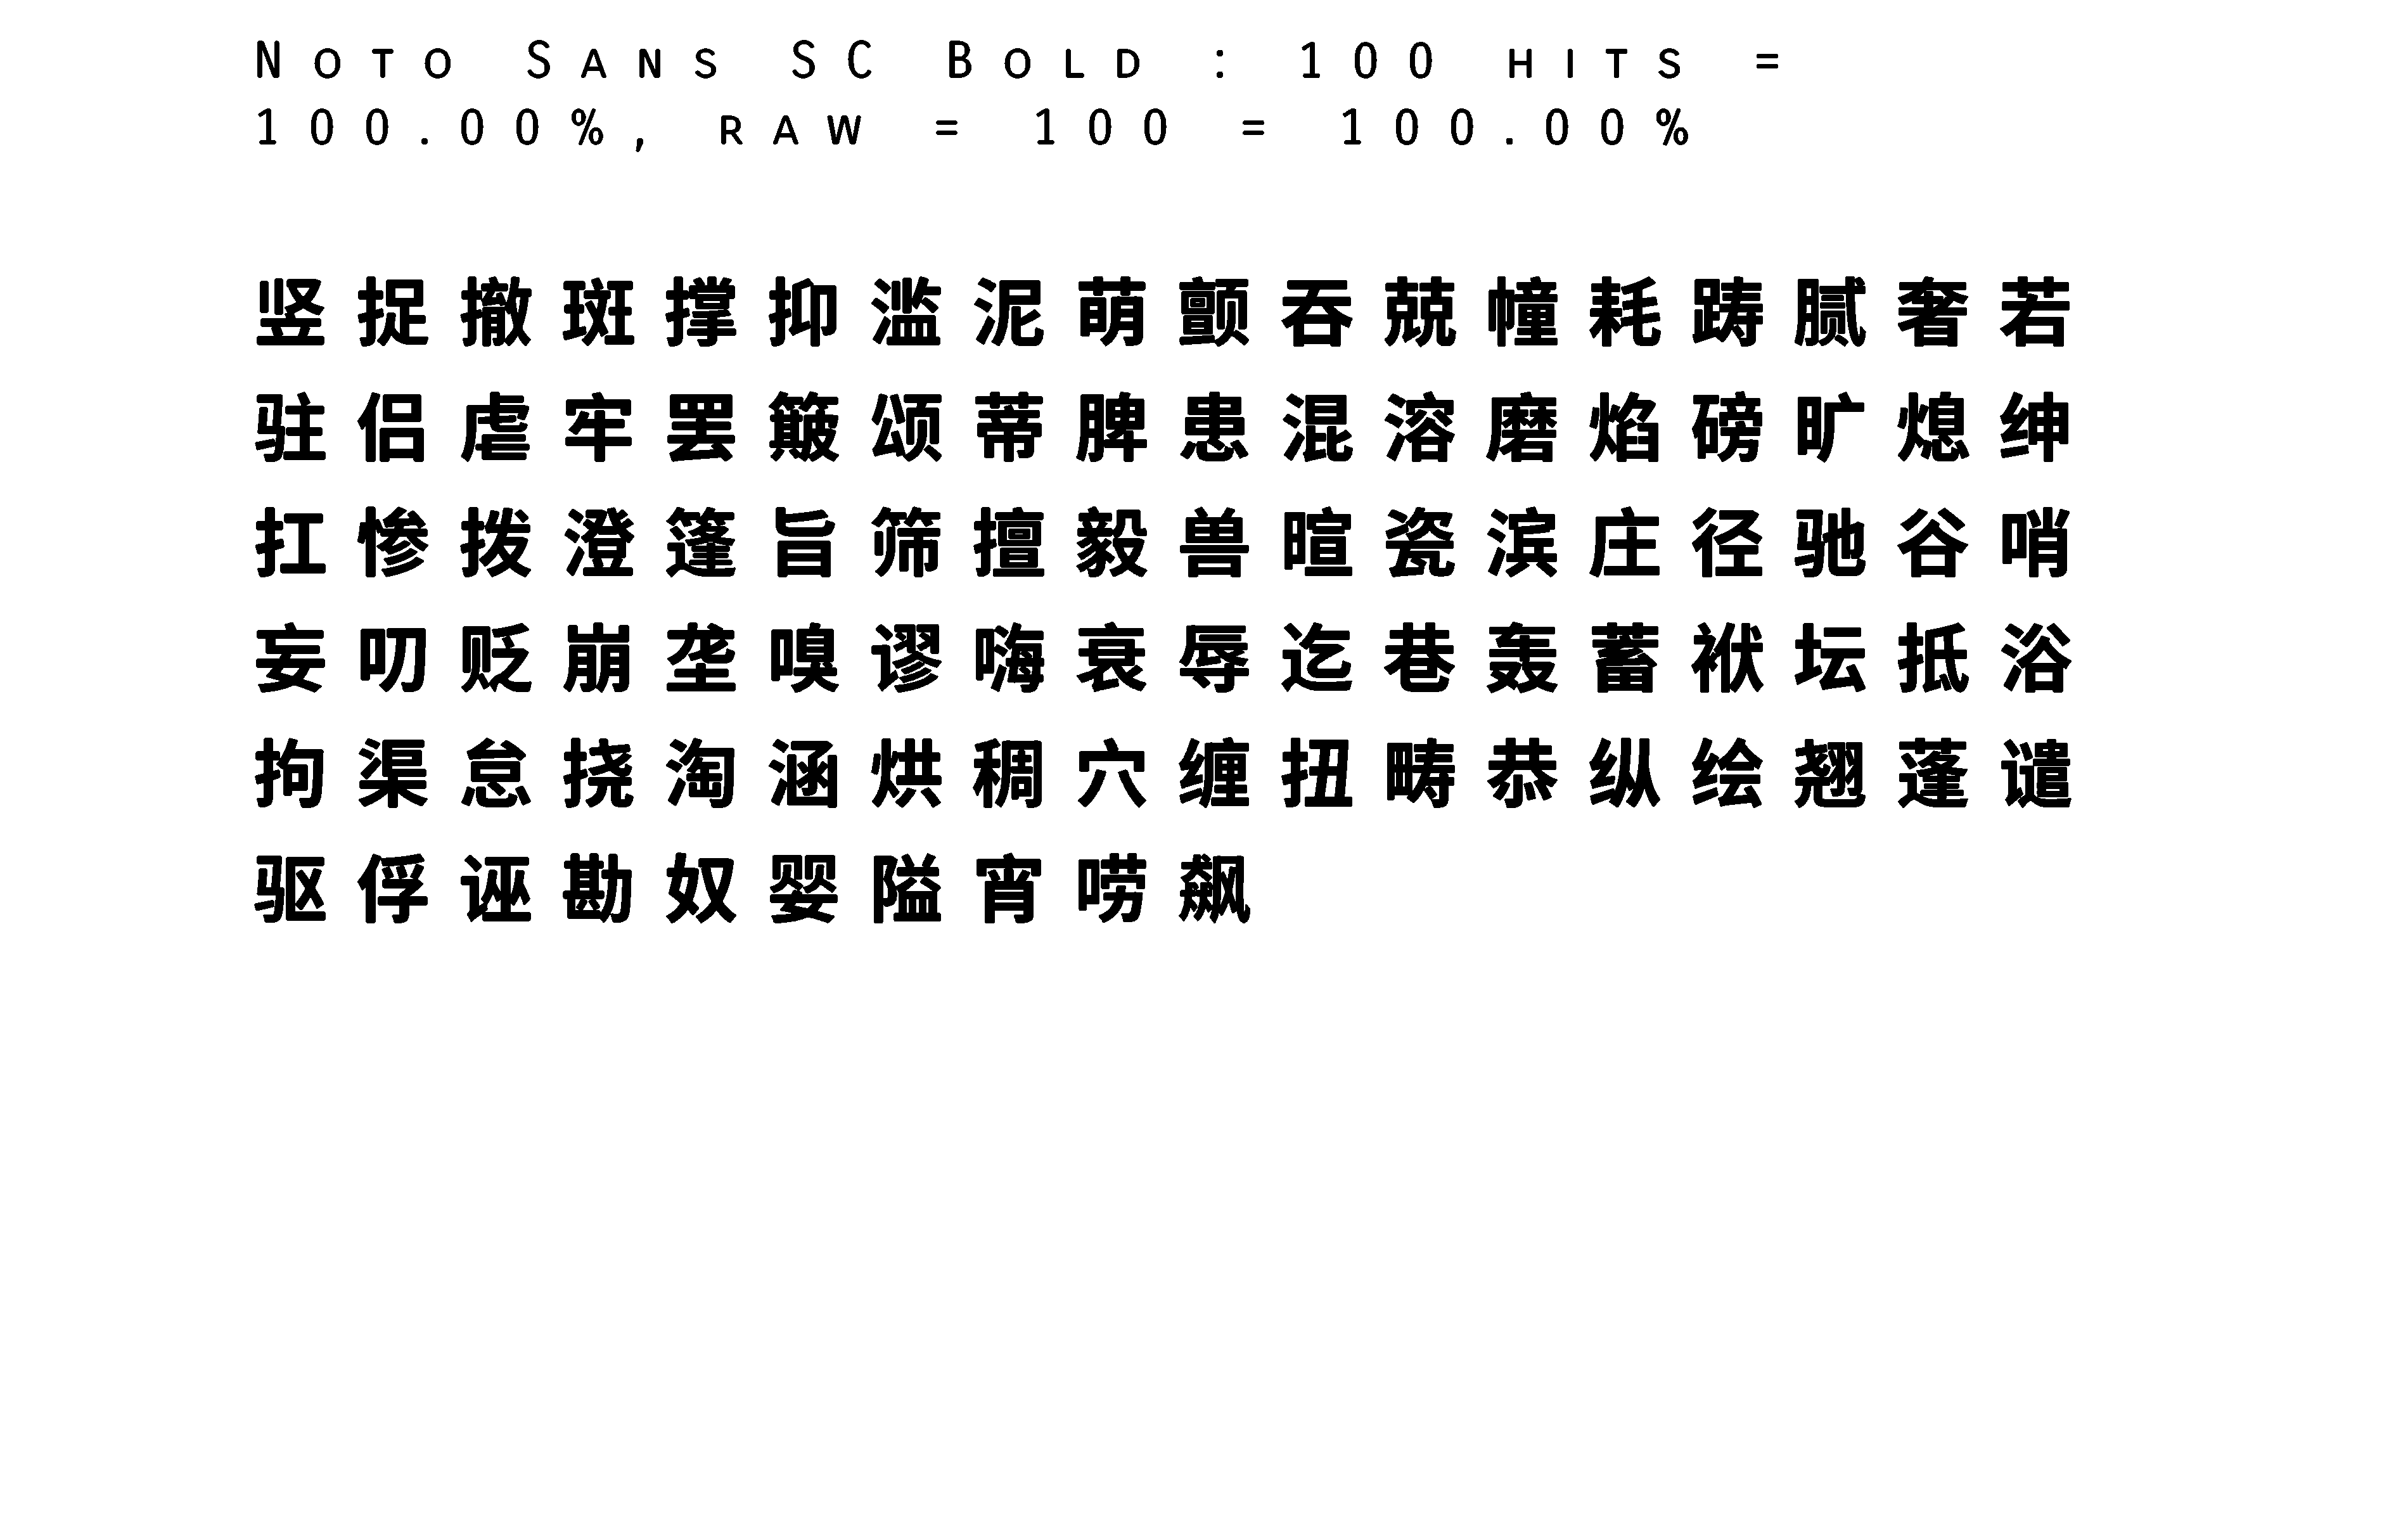 Noto Sans SC Bold : 100 hits =
100.00%, raw = 100 = 100.00%
竖捉撤斑撑抑滥泥萌颤吞兢幢耗踌腻奢若
驻侣虐牢罢簸颂蒂脾患混溶磨焰磅旷熄绅
扛惨拨澄篷旨筛擅毅兽暄瓷滨庄径驰谷哨
妄叨贬崩垄嗅谬嗨衰辱迄巷轰蓄袱坛抵浴
拘渠怠挠淘涵烘稠穴缠扭畴恭纵绘翘蓬谴
驱俘诬勘奴婴隘宵唠飙